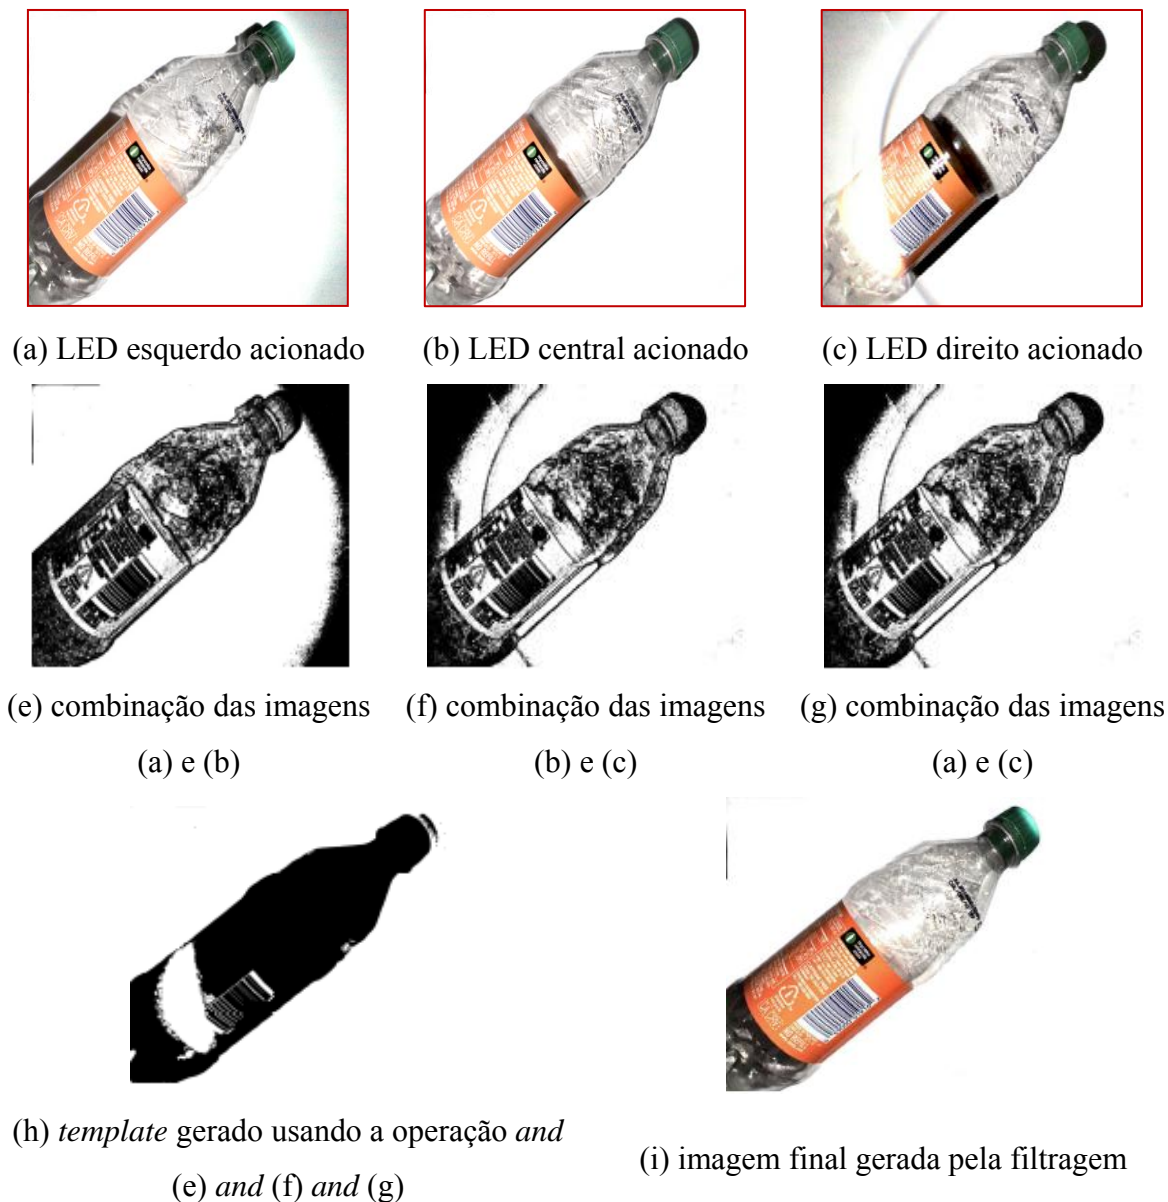 (a) LED esquerdo acionado
(b) LED central acionado
(c) LED direito acionado
(e) combinação das imagens
(a) e (b)
(f) combinação das imagens
(b) e (c)
(g) combinação das imagens
(a) e (c)
(h) template gerado usando a operação and
(e) and (f) and (g)
(i) imagem final gerada pela filtragem